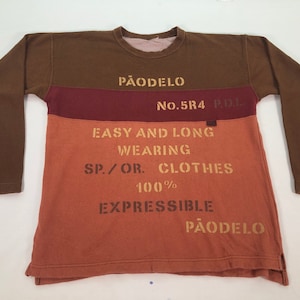 PĀODELO
No.5R4 P.D.L
EASY AND LONG
WEARING
SP./OR. CLOTHES
100%
EXPRESSIBLE
PĀODELO